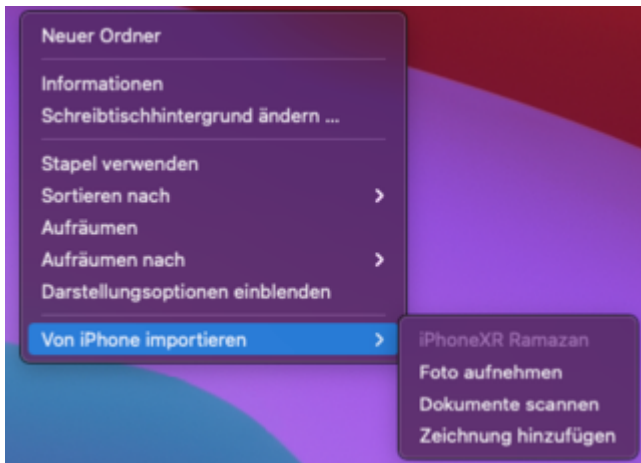 Neuer Ordner
Informationen
Schreibtischhintergrund ändern ...
Stapel verwenden
Sortieren nach
Aufräumen
Aufräumen nach
Darstellungsoptionen einblenden
Von iPhone importieren
iPhoneXR Ramazan
Foto aufnehmen
Dokumente scannen
Zeichnung hinzufügen